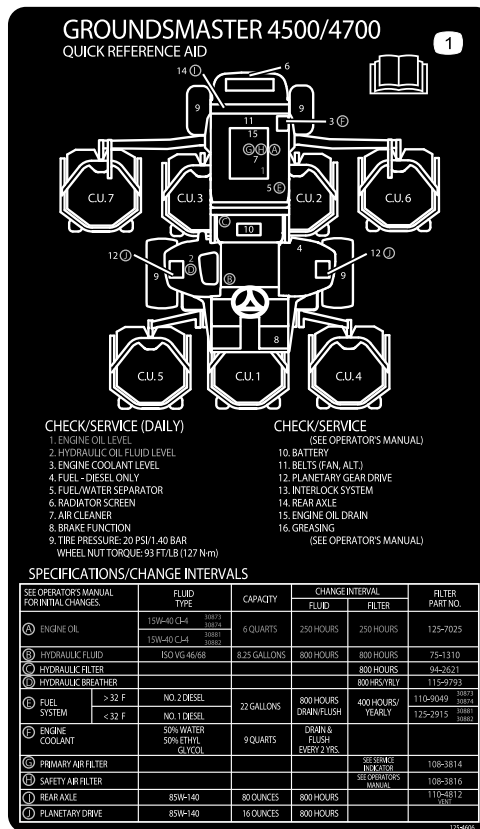 GROUNDSMASTER 4500/4700
QUICK REFERENCE AID
1
14 I
6
9
9
11
3 F
15
G H A
7
1
5 E
C.U. 7
C.U. 3
C.U. 2
C.U. 6
C
10
12 J
2
D
9
B
4
12 J
9
8
C.U. 5
C.U. 1
C.U. 4
CHECK/SERVICE (DAILY)
1. ENGINE OIL LEVEL
2. HYDRAULIC OIL FLUID LEVEL
3. ENGINE COOLANT LEVEL
4. FUEL - DIESEL ONLY
5. FUEL/WATER SEPARATOR
6. RADIATOR SCREEN
7. AIR CLEANER
8. BRAKE FUNCTION
9. TIRE PRESSURE: 20 PSI/1.40 BAR
WHEEL NUT TORQUE: 93 FT/LB (127 N·m)
CHECK/SERVICE
(SEE OPERATOR'S MANUAL)
10. BATTERY
11. BELTS (FAN, ALT.)
12. PLANETARY GEAR DRIVE
13. INTERLOCK SYSTEM
14. REAR AXLE
15. ENGINE OIL DRAIN
16. GREASING
(SEE OPERATOR'S MANUAL)
SPECIFICATIONS/CHANGE INTERVALS
SEE OPERATOR'S MANUAL FOR INITIAL CHANGES. FLUID TYPE CAPACITY CHANGE INTERVAL FLUID FILTER FILTER PART NO.
A ENGINE OIL 15W-40 CI-4 30873 30874 15W-40 CJ-4 30881 30882 6 QUARTS 250 HOURS 250 HOURS 125-7025
B HYDRAULIC FLUID ISO VG 46/68 8.25 GALLONS 800 HOURS 800 HOURS 75-1310
C HYDRAULIC FILTER 800 HOURS 94-2621
D HYDRAULIC BREATHER 800 HRS/YRLY 115-9793
E FUEL SYSTEM > 32 F NO. 2 DIESEL 22 GALLONS 800 HOURS DRAIN/FLUSH 400 HOURS/ YEARLY 110-9049 30873 30874
< 32 F NO. 1 DIESEL 125-2915 30881 30882
F ENGINE COOLANT 50% WATER 50% ETHYL GLYCOL 9 QUARTS DRAIN & FLUSH EVERY 2 YRS.
G PRIMARY AIR FILTER SEE SERVICE INDICATOR 108-3814
H SAFETY AIR FILTER SEE OPERATOR'S MANUAL 108-3816
I REAR AXLE 85W-140 80 OUNCES 800 HOURS 110-4812 VENT
J PLANETARY DRIVE 85W-140 16 OUNCES 800 HOURS
125-4606